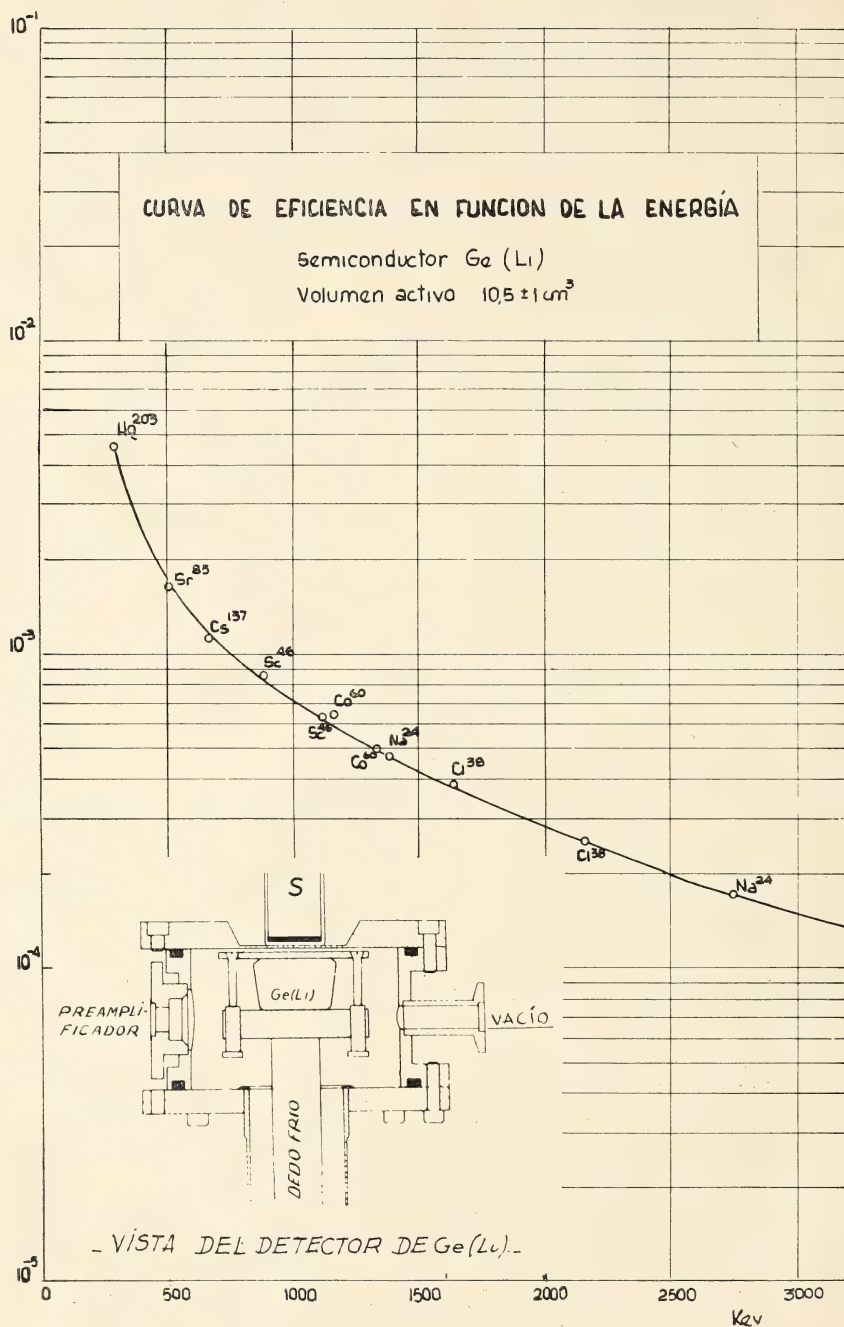 10-1
CURVA DE EFICIENCIA EN FUNCION DE LA ENERGÍA
Semiconductor Ge (Li)
Volumen activo 10,5 ± 1 cm3
10-2
Hg203
Sr85
Cs137
10-3
Sc46
Co60
Sc46
Co60
Na24
Cl38
Cl38
Na24
10-4
S
Ge(Li)
PREAMPLI-
FICADOR
VACÍO
DEDO FRIO
_ VISTA DEL DETECTOR DE Ge(Li)_
10-5
0 500 1000 1500 2000 2500 3000
Kev